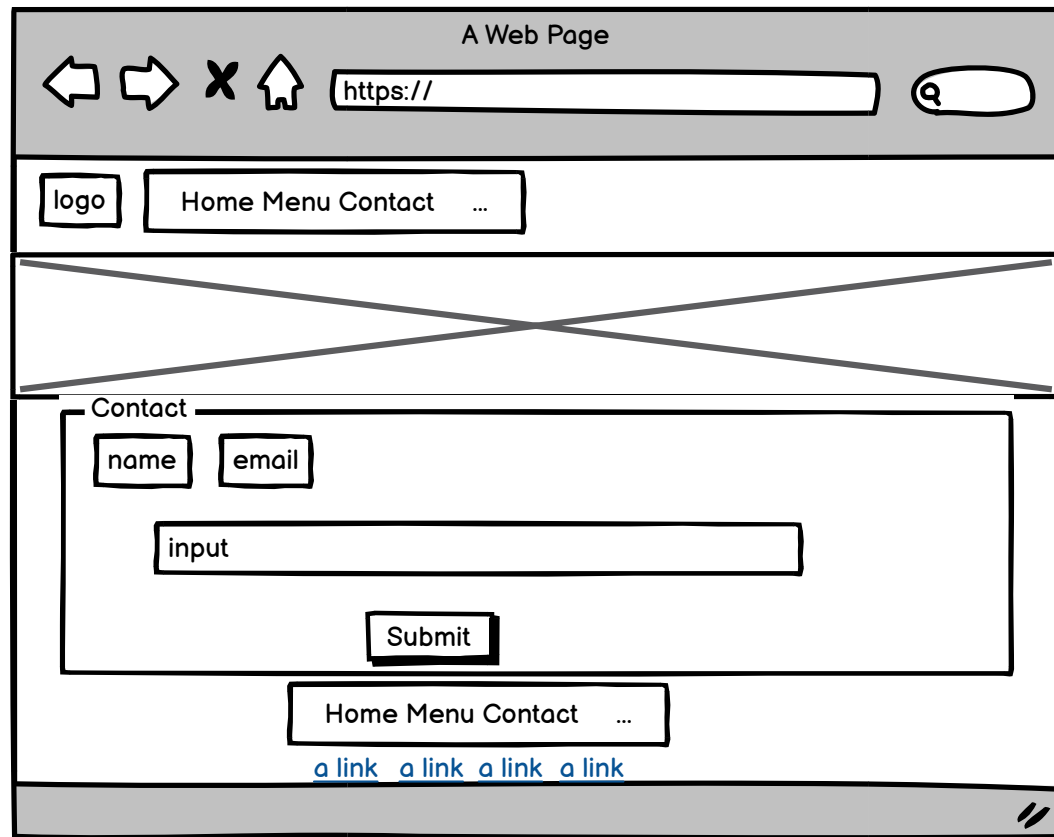 A Web Page
https://
logo
Home Menu Contact ...
Contact
name email
input
Submit
Home Menu Contact ...
a link a link a link a link